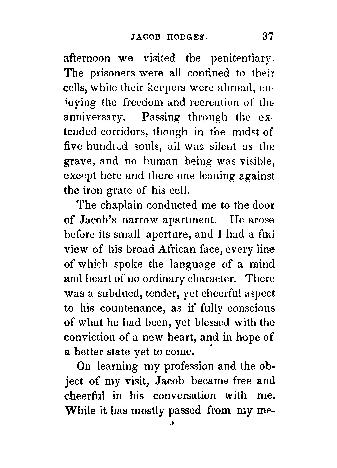 JACOB HODGES. 37
afternoon we visited the penitentiary.
The prisoners were all confined to their
cells, while their keepers were abroad, en-
joying the freedom and recreation of the
anniversary. Passing through the ex-
tended corridors, though in the midst of
five hundred souls, all was silent as the
grave, and no human being was visible,
except here and there one leaning against
the iron grate of his cell.
The chaplain conducted me to the door
of Jacob's narrow apartment. He arose
before its small aperture, and I had a full
view of his broad African face, every line
of which spoke the language of a mind
and heart of no ordinary character. There
was a subdued, tender, yet cheerful aspect
to his countenance, as if fully conscious
of what he had been, yet blessed with the
conviction of a new heart, and in hope of
a better state yet to come.
On learning my profession and the ob-
ject of my visit, Jacob became free and
cheerful in his conversation with me.
While it has mostly passed from my me-